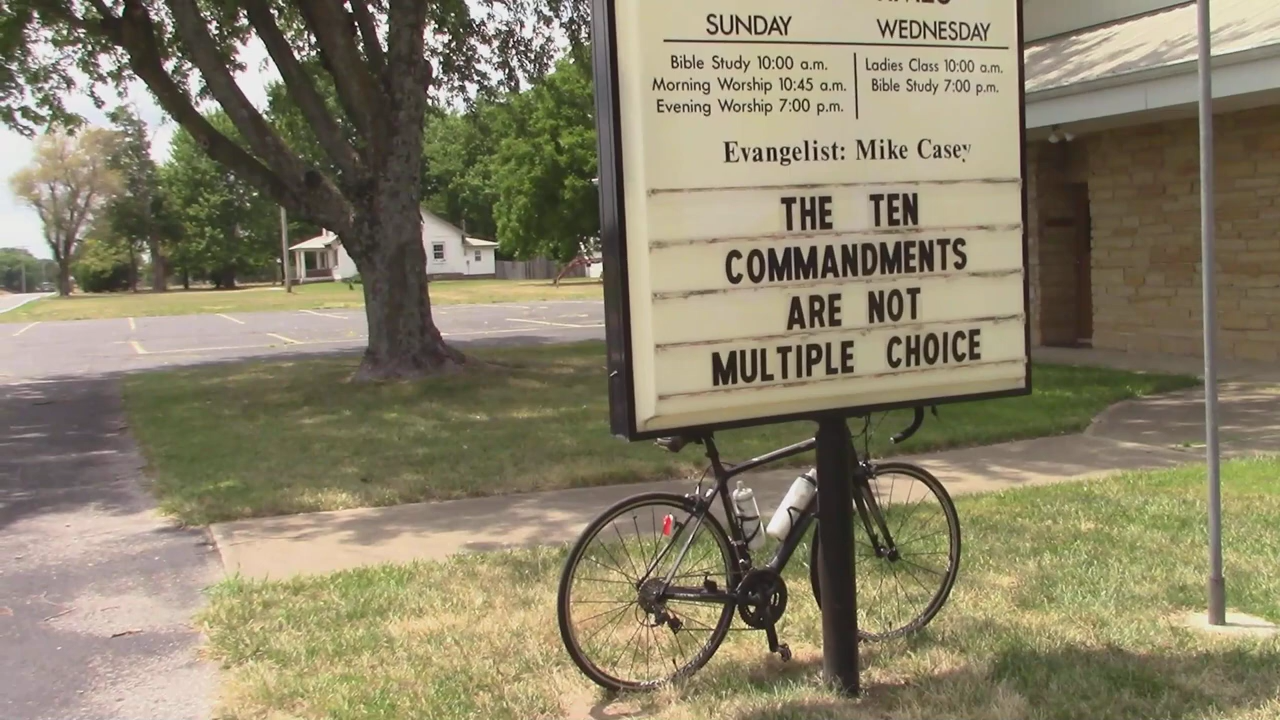 SUNDAY
Bible Study 10:00 a.m.
Morning Worship 10:45 a.m.
Evening Worship 7:00 p.m.
WEDNESDAY
Ladies Class 10:00 a.m.
Bible Study 7:00 p.m.
Evangelist: Mike Casey
THE TEN
COMMANDMENTS
ARE NOT
MULTIPLE CHOICE